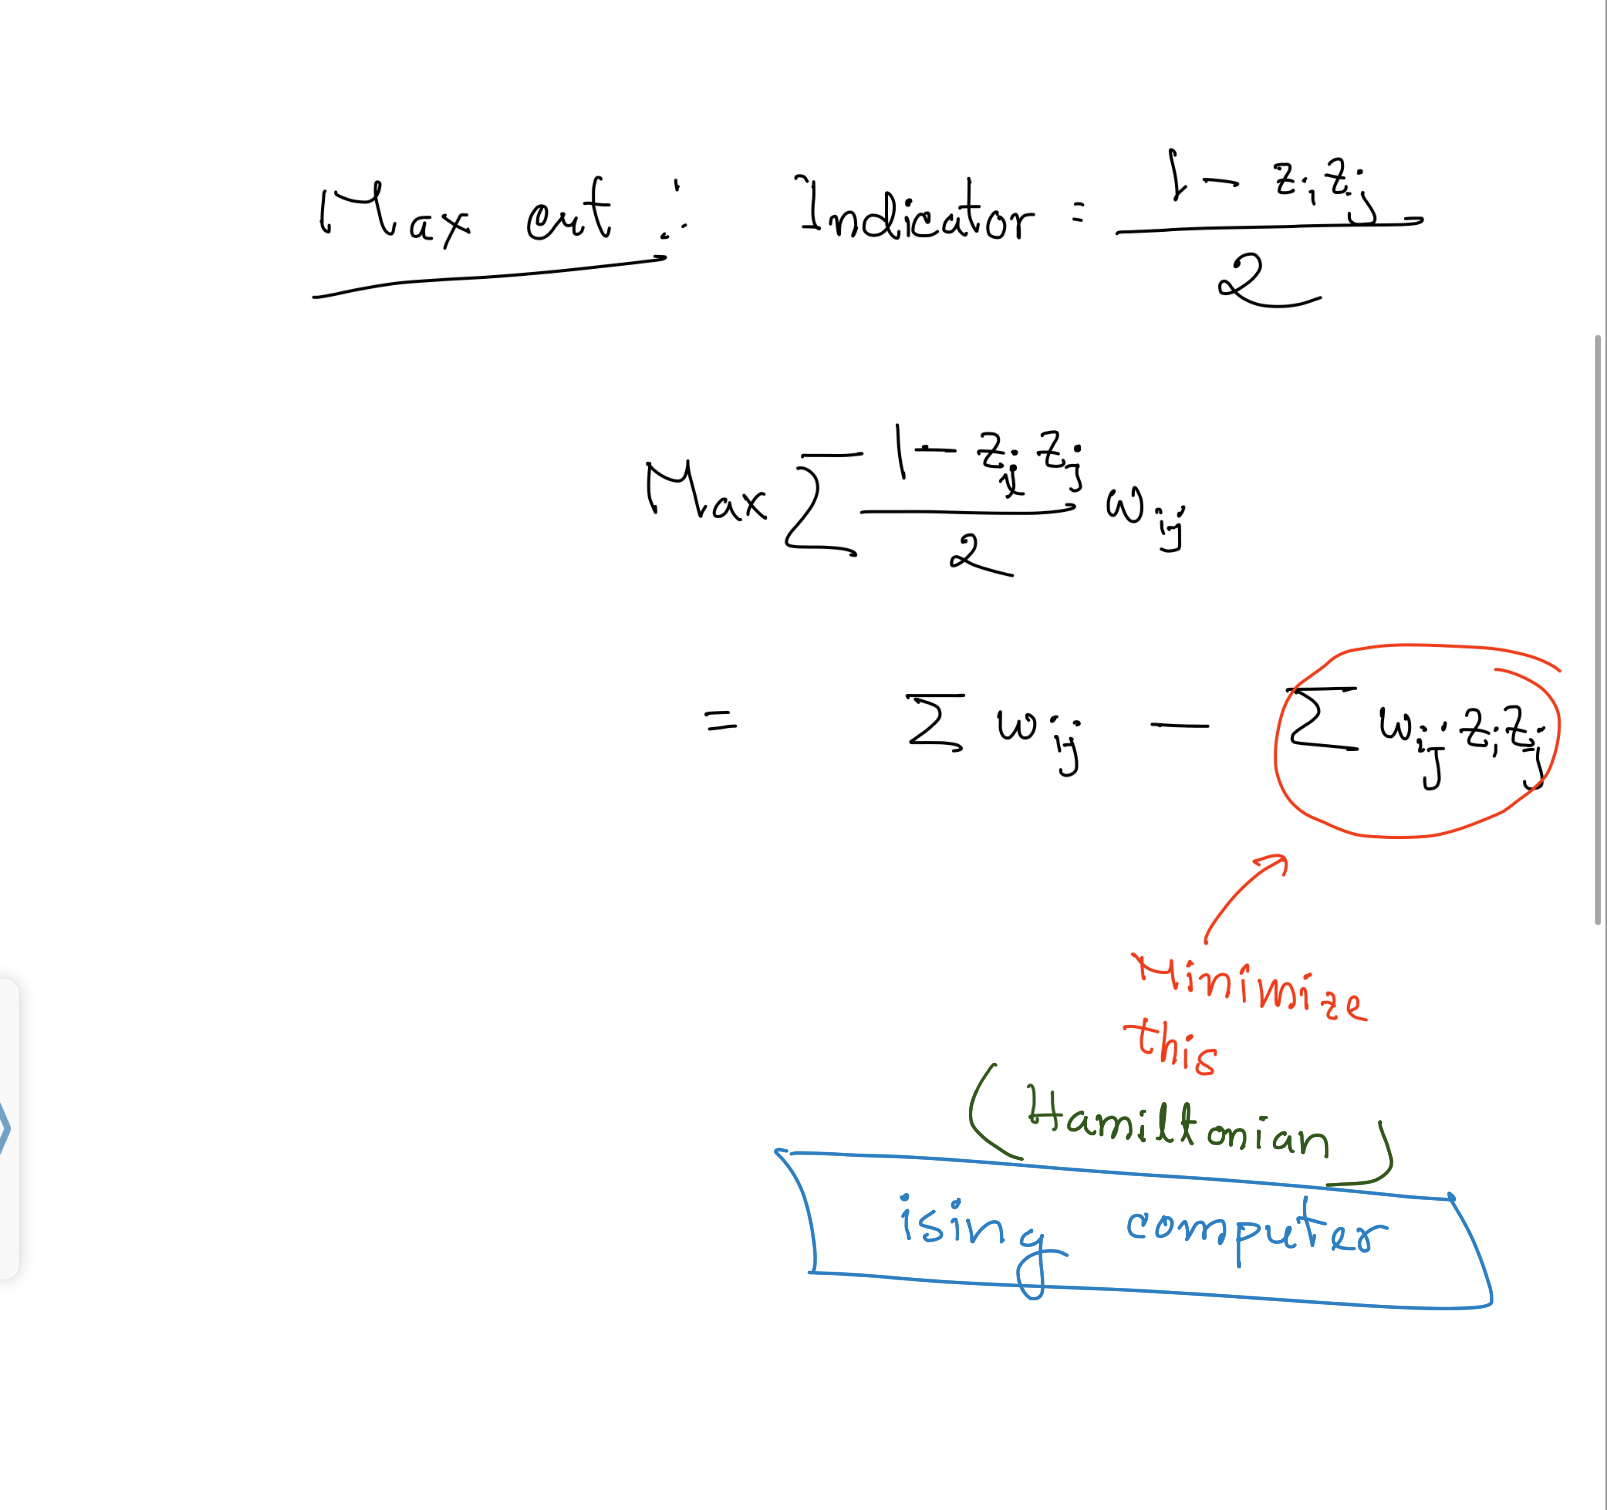 Max cut : Indicator = (1 - z_i z_j) / 2
Max Σ (1 - z_i z_j) / 2 w_ij
= Σ w_ij - Σ w_ij z_i z_j
Minimize
this
(Hamiltonian)
ising computer